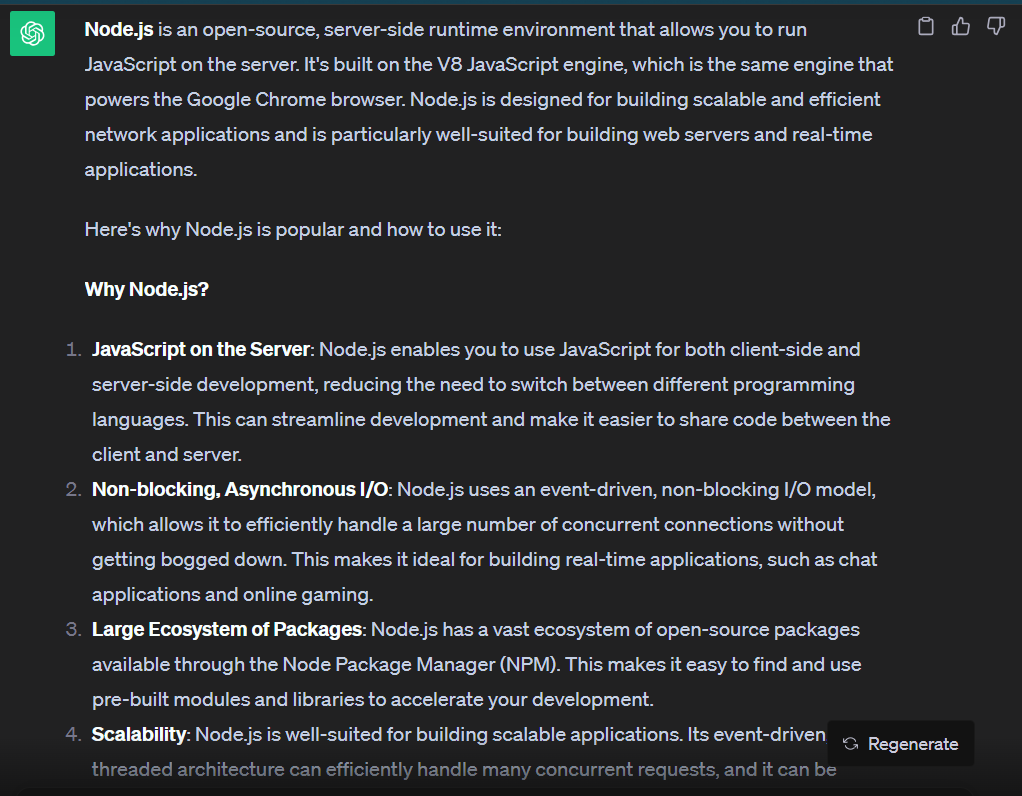 Node.js is an open-source, server-side runtime environment that allows you to run
JavaScript on the server. It's built on the V8 JavaScript engine, which is the same engine that
powers the Google Chrome browser. Node.js is designed for building scalable and efficient
network applications and is particularly well-suited for building web servers and real-time
applications.
Here's why Node.js is popular and how to use it:
Why Node.js?
1. JavaScript on the Server: Node.js enables you to use JavaScript for both client-side and
server-side development, reducing the need to switch between different programming
languages. This can streamline development and make it easier to share code between the
client and server.
2. Non-blocking, Asynchronous I/O: Node.js uses an event-driven, non-blocking I/O model,
which allows it to efficiently handle a large number of concurrent connections without
getting bogged down. This makes it ideal for building real-time applications, such as chat
applications and online gaming.
3. Large Ecosystem of Packages: Node.js has a vast ecosystem of open-source packages
available through the Node Package Manager (NPM). This makes it easy to find and use
pre-built modules and libraries to accelerate your development.
4. Scalability: Node.js is well-suited for building scalable applications. Its event-driven,
Regenerate
threaded architecture can efficiently handle many concurrent requests, and it can be